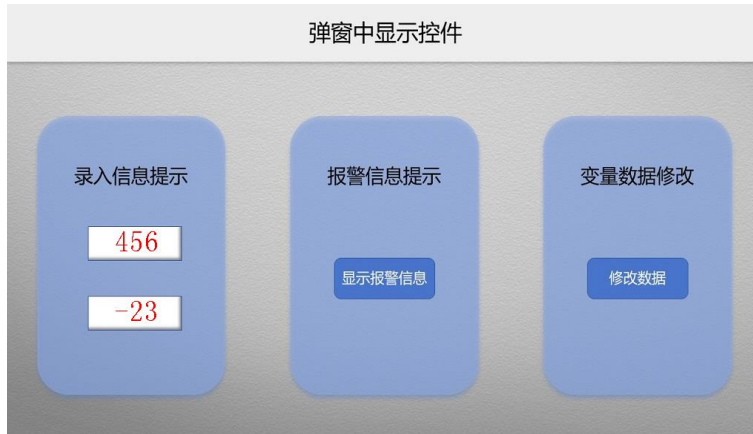 弹窗中显示控件
录入信息提示
456
-23
报警信息提示
显示报警信息
变量数据修改
修改数据